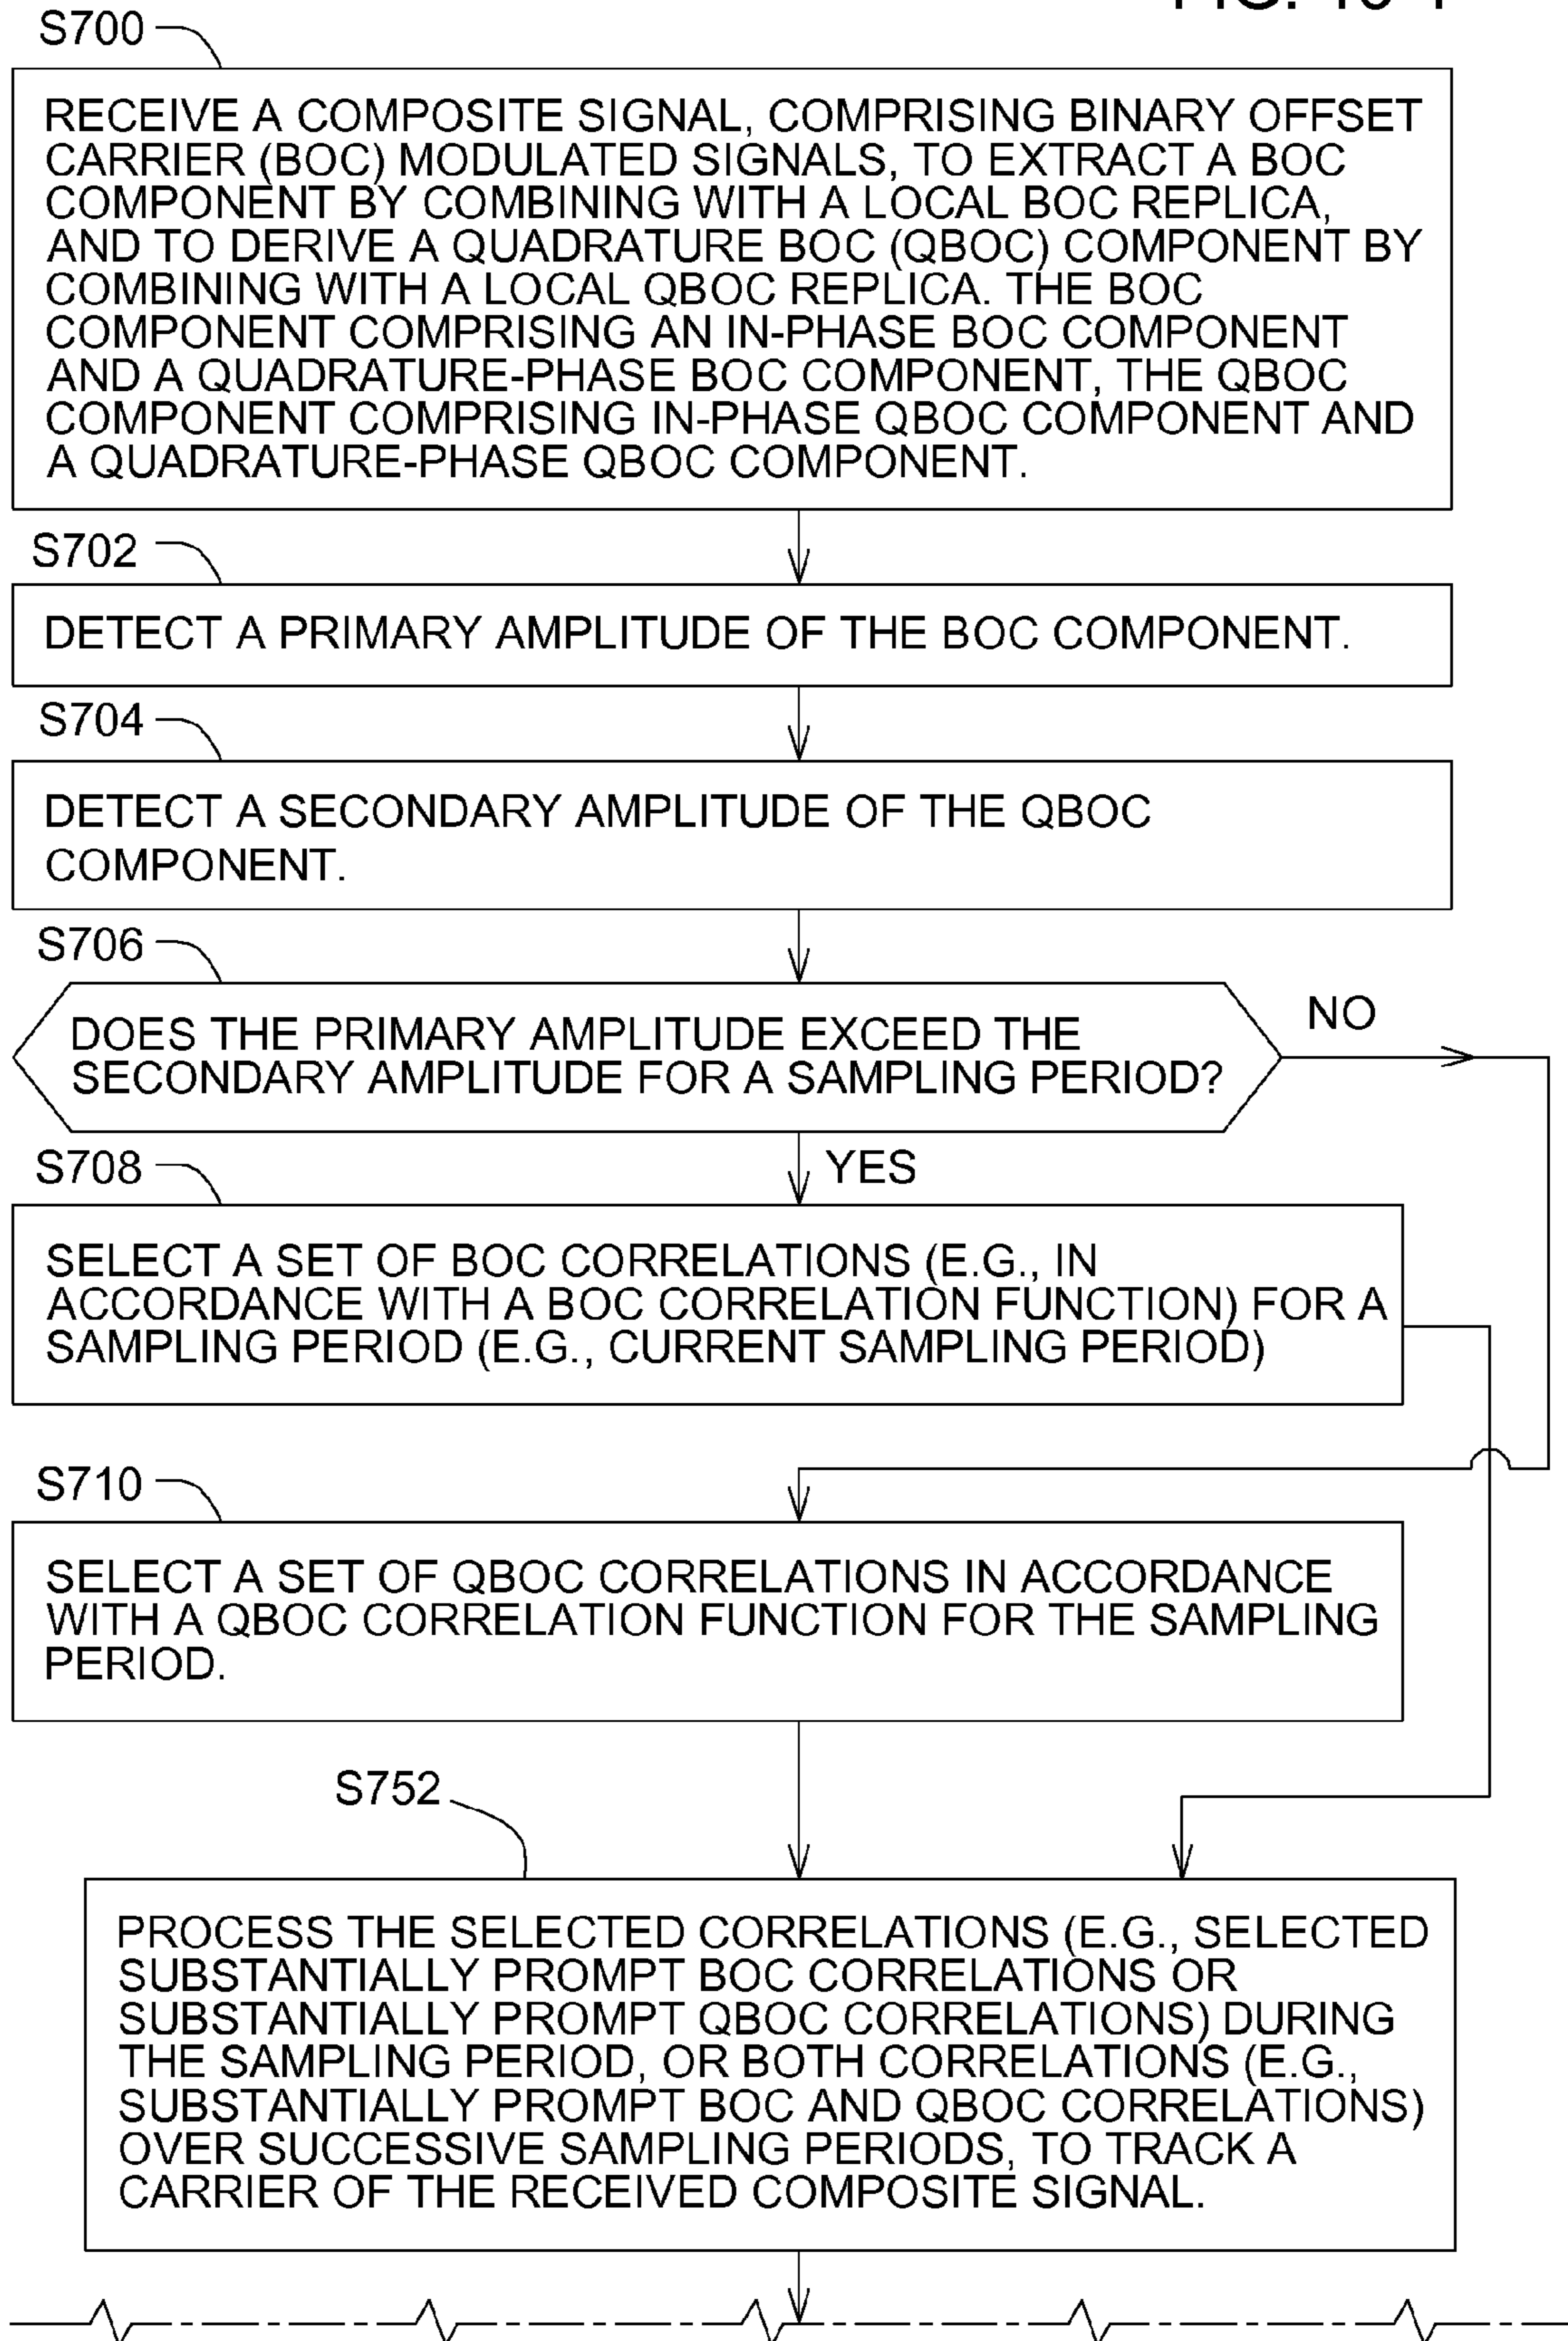 S700
RECEIVE A COMPOSITE SIGNAL, COMPRISING BINARY OFFSET
CARRIER (BOC) MODULATED SIGNALS, TO EXTRACT A BOC
COMPONENT BY COMBINING WITH A LOCAL BOC REPLICA,
AND TO DERIVE A QUADRATURE BOC (QBOC) COMPONENT BY
COMBINING WITH A LOCAL QBOC REPLICA. THE BOC
COMPONENT COMPRISING AN IN-PHASE BOC COMPONENT
AND A QUADRATURE-PHASE BOC COMPONENT, THE QBOC
COMPONENT COMPRISING IN-PHASE QBOC COMPONENT AND
A QUADRATURE-PHASE QBOC COMPONENT.
S702
DETECT A PRIMARY AMPLITUDE OF THE BOC COMPONENT.
S704
DETECT A SECONDARY AMPLITUDE OF THE QBOC
COMPONENT.
S706
DOES THE PRIMARY AMPLITUDE EXCEED THE
SECONDARY AMPLITUDE FOR A SAMPLING PERIOD?
NO
YES
S708
SELECT A SET OF BOC CORRELATIONS (E.G., IN
ACCORDANCE WITH A BOC CORRELATION FUNCTION) FOR A
SAMPLING PERIOD (E.G., CURRENT SAMPLING PERIOD)
S710
SELECT A SET OF QBOC CORRELATIONS IN ACCORDANCE
WITH A QBOC CORRELATION FUNCTION FOR THE SAMPLING
PERIOD.
S752
PROCESS THE SELECTED CORRELATIONS (E.G., SELECTED
SUBSTANTIALLY PROMPT BOC CORRELATIONS OR
SUBSTANTIALLY PROMPT QBOC CORRELATIONS) DURING
THE SAMPLING PERIOD, OR BOTH CORRELATIONS (E.G.,
SUBSTANTIALLY PROMPT BOC AND QBOC CORRELATIONS)
OVER SUCCESSIVE SAMPLING PERIODS, TO TRACK A
CARRIER OF THE RECEIVED COMPOSITE SIGNAL.